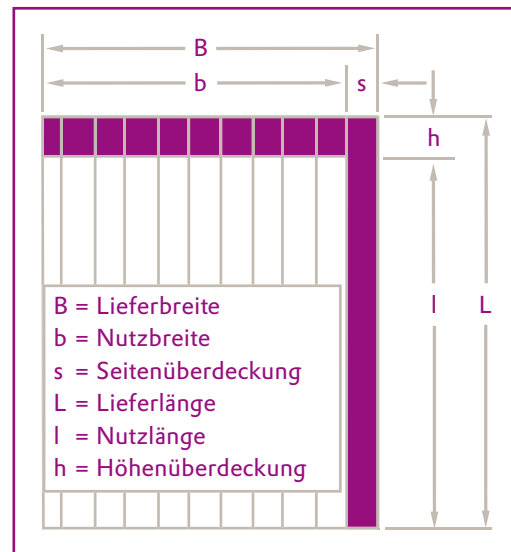 B
b
s
h
l
L
B = Lieferbreite
b = Nutzbreite
s = Seitenüberdeckung
L = Lieferlänge
l = Nutzlänge
h = Höhenüberdeckung